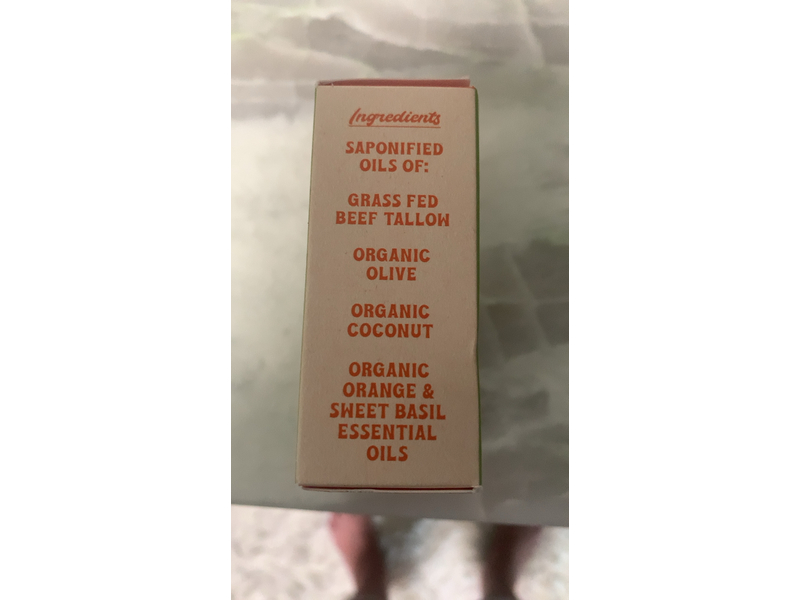 Ingredients
SAPONIFIED
OILS OF:
GRASS FED
BEEF TALLOW
ORGANIC
OLIVE
ORGANIC
COCONUT
ORGANIC
ORANGE &
SWEET BASIL
ESSENTIAL
OILS